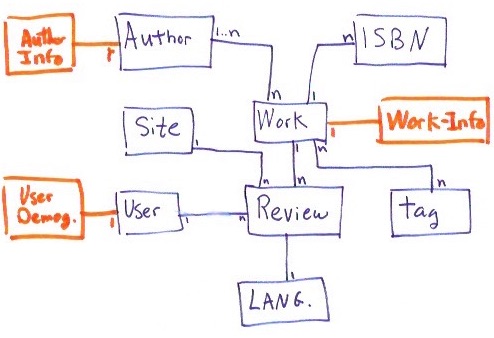 Author
Info
1
Author
1..n
n
ISBN
n
1
Work
1
Work-Info
1
n
Site
1
n
n
n
tag
User
Demog.
1
User
1
n
Review
1
LANG.